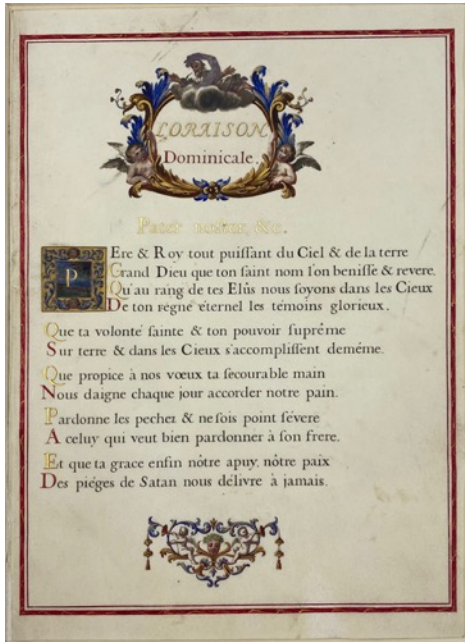 L'ORAISON
Dominicale.
Pater noster, &c.
PEre & Roy tout puiſſant du Ciel & de la terre
Grand Dieu que ton ſaint nom l'on beniſſe & revere.
Qu'au rang de tes Elûs nous ſoyons dans les Cieux
De ton regne éternel les témoins glorieux.
Que ta volonté ſainte & ton pouvoir ſuprême
Sur terre & dans les Cieux s'accompliſſent deméme.
Que propice à nos vœux ta ſecourable main
Nous daigne chaque jour accorder notre pain.
Pardonne les pechez & ne ſois point ſévere
A celuy qui veut bien pardonner à ſon frere.
Et que ta grace enfin nôtre apuy, nôtre paix
Des piéges de Satan nous délivre à jamais.